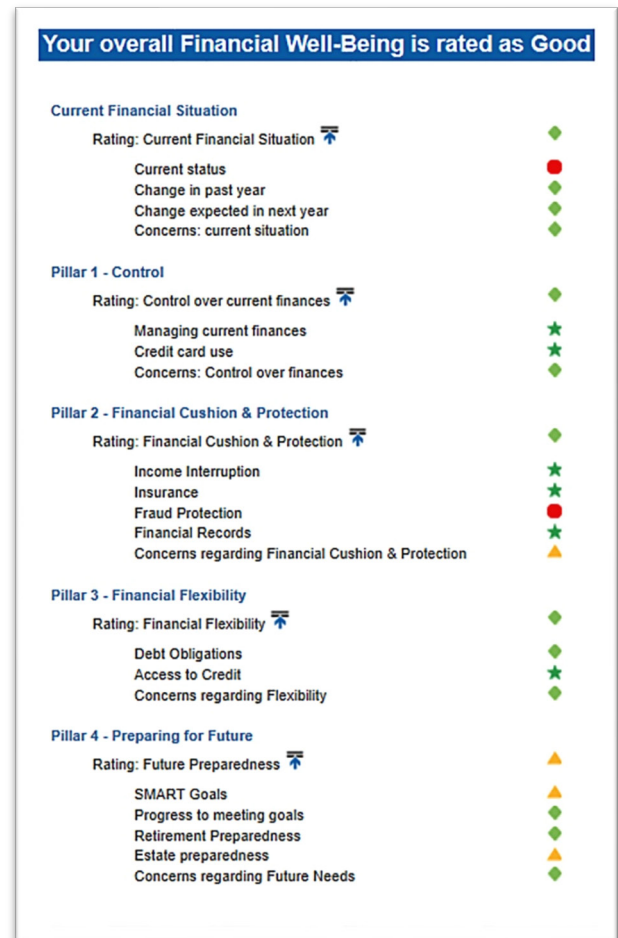 Your overall Financial Well-Being is rated as Good
Current Financial Situation
Rating: Current Financial Situation
Current status
Change in past year
Change expected in next year
Concerns: current situation
Pillar 1 - Control
Rating: Control over current finances
Managing current finances
Credit card use
Concerns: Control over finances
Pillar 2 - Financial Cushion & Protection
Rating: Financial Cushion & Protection
Income Interruption
Insurance
Fraud Protection
Financial Records
Concerns regarding Financial Cushion & Protection
Pillar 3 - Financial Flexibility
Rating: Financial Flexibility
Debt Obligations
Access to Credit
Concerns regarding Flexibility
Pillar 4 - Preparing for Future
Rating: Future Preparedness
SMART Goals
Progress to meeting goals
Retirement Preparedness
Estate preparedness
Concerns regarding Future Needs